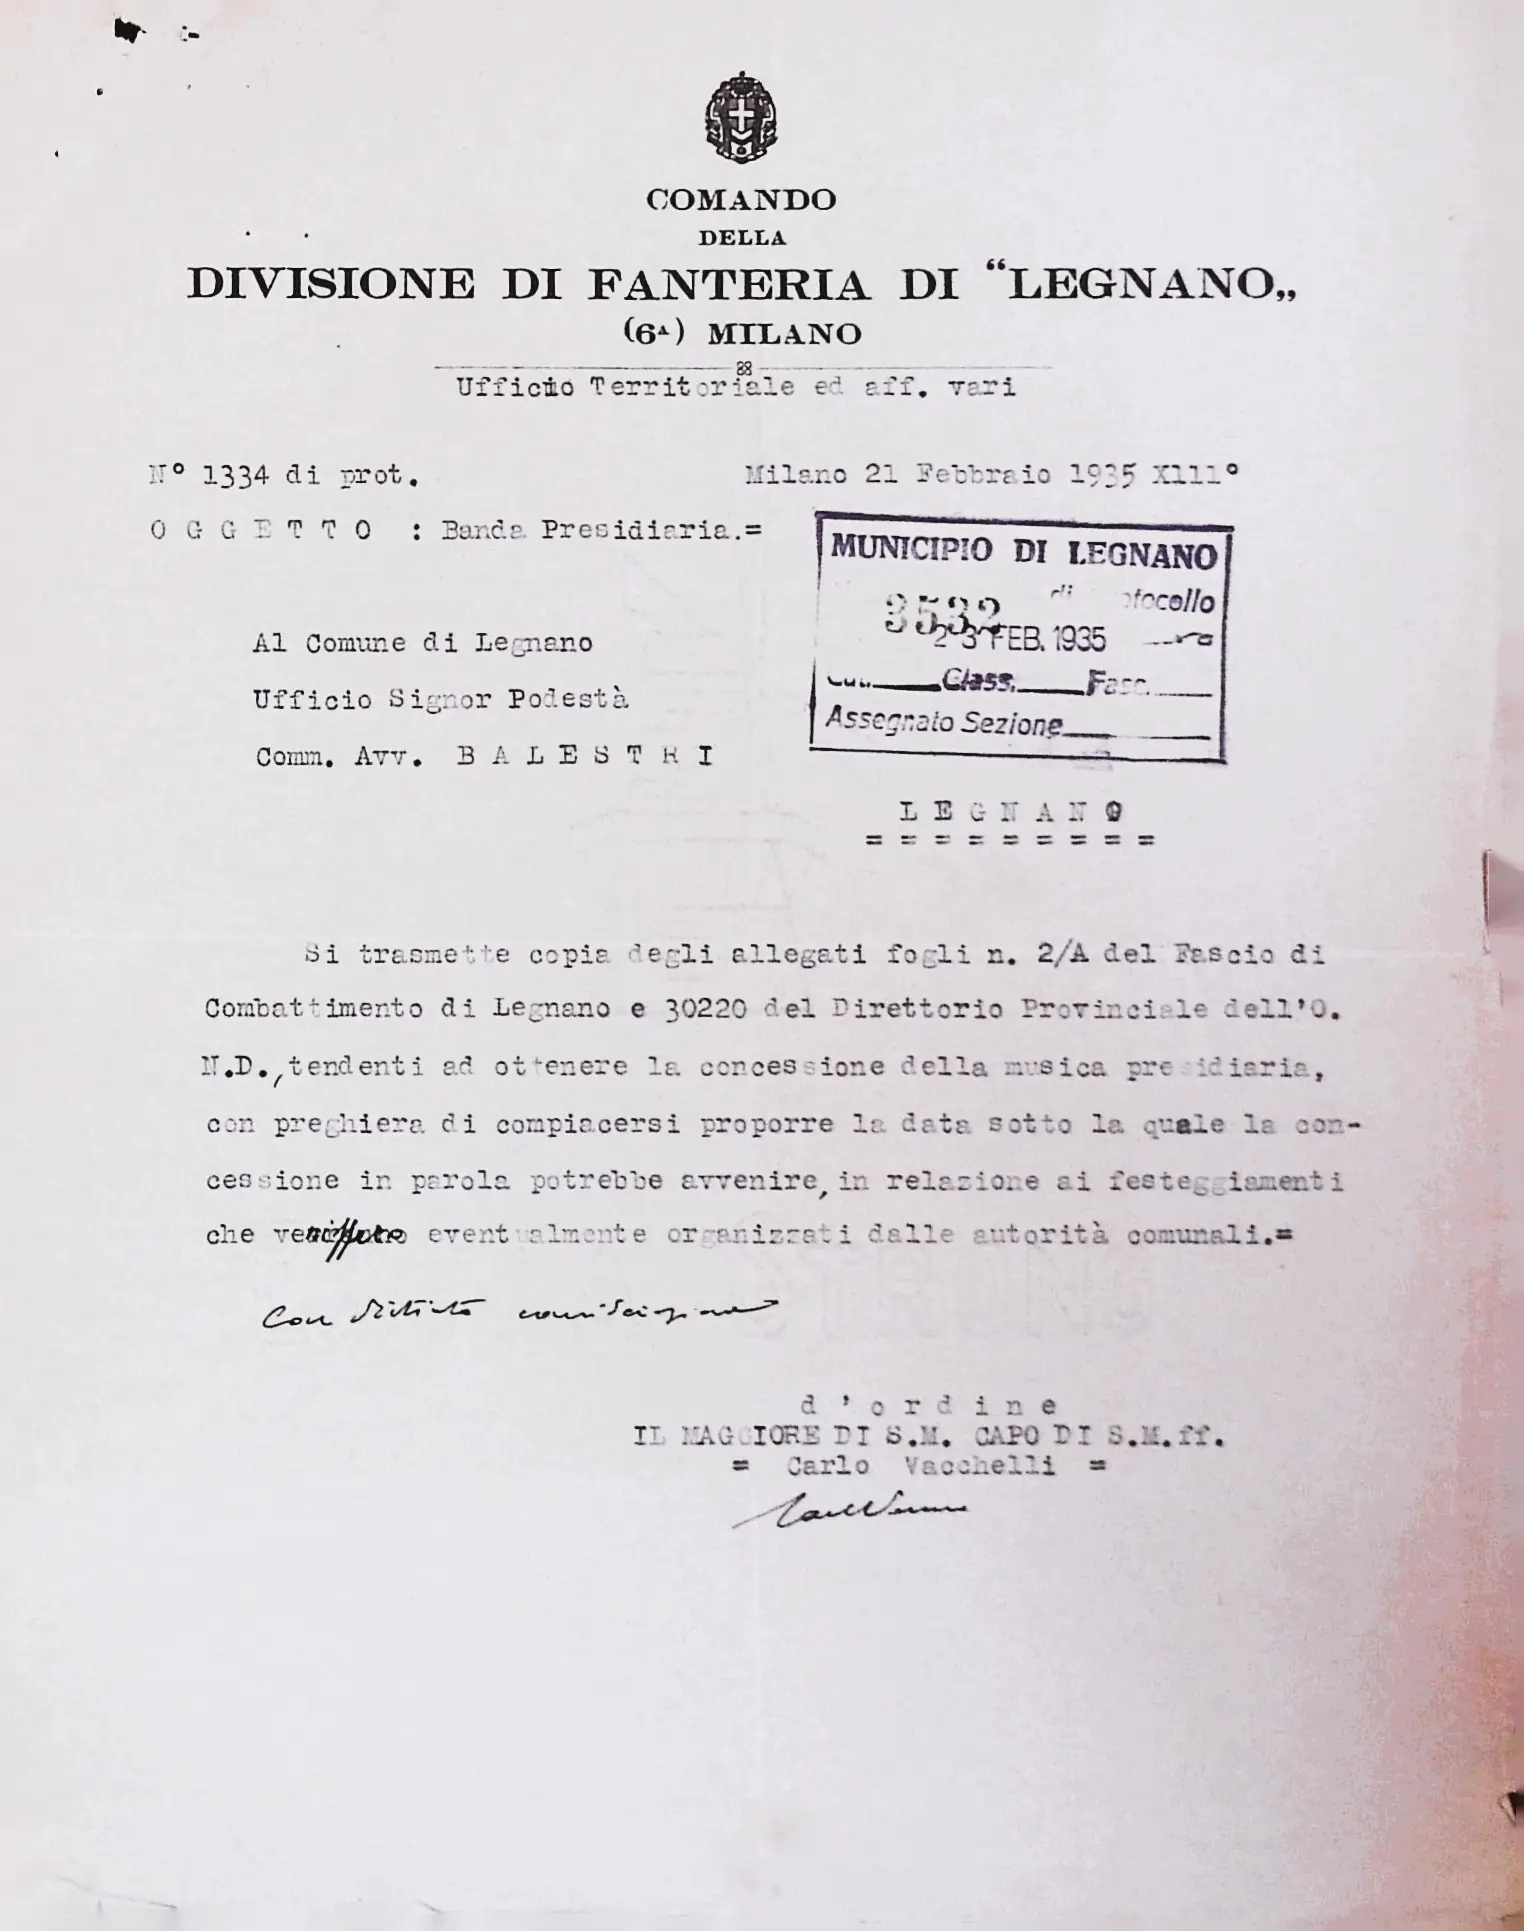 COMANDO
DELLA
DIVISIONE DI FANTERIA DI “LEGNANO„
(6ᴬ) MILANO
Ufficio Territoriale ed aff. vari
N° 1334 di prot.
Milano 21 Febbraio 1935 XIII°
O G G E T T O : Banda Presidiaria.=
MUNICIPIO DI LEGNANO
3532
23 FEB. 1935
Class. Fasc.
Assegnato Sezione
Al Comune di Legnano
Ufficio Signor Podestà
Comm. Avv. B A L E S T R I
L E G N A N O
= = = = = = = = =
Si trasmette copia degli allegati fogli n. 2/A del Fascio di
Combattimento di Legnano e 30220 del Direttorio Provinciale dell'O.
N.D., tendenti ad ottenere la concessione della musica presidiaria,
con preghiera di compiacersi proporre la data sotto la quale la con-
cessione in parola potrebbe avvenire, in relazione ai festeggiamenti
che eventualmente organizzati dalle autorità comunali.=
Con
d ' o r d i n e
IL MAGGIORE DI S.M. CAPO DI S.M.ff.
= Carlo Vacchelli =